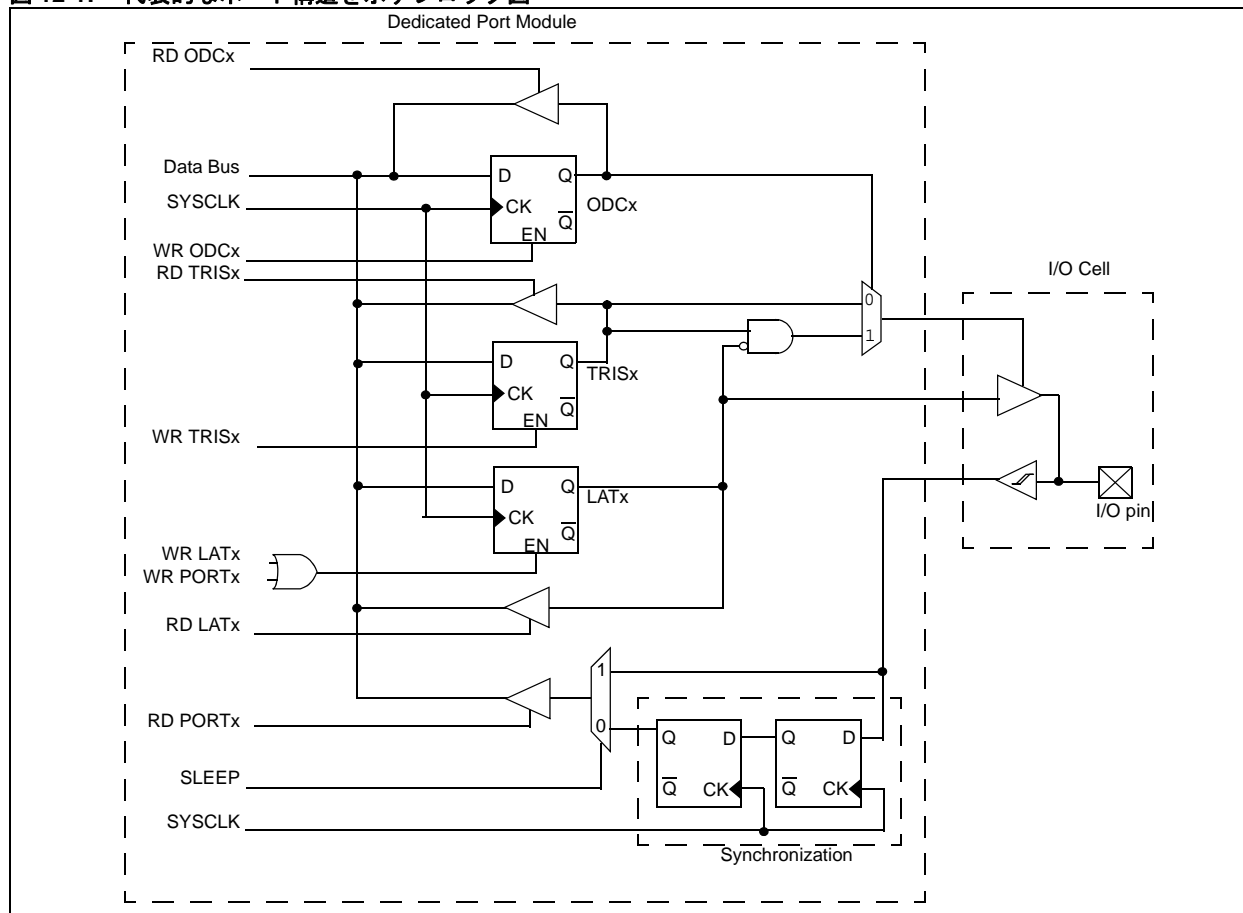 Dedicated Port Module
RD ODCx
Data Bus
D Q
SYSCLK
CK
ODCx
Q
EN
WR ODCx
RD TRISx
I/O Cell
0
1
D Q
TRISx
CK
Q
EN
WR TRISx
D Q
LATx
CK
Q
EN
I/O pin
WR LATx
WR PORTx
RD LATx
1
RD PORTx
0
Q D Q D
SLEEP
Q CK Q CK
SYSCLK
Synchronization